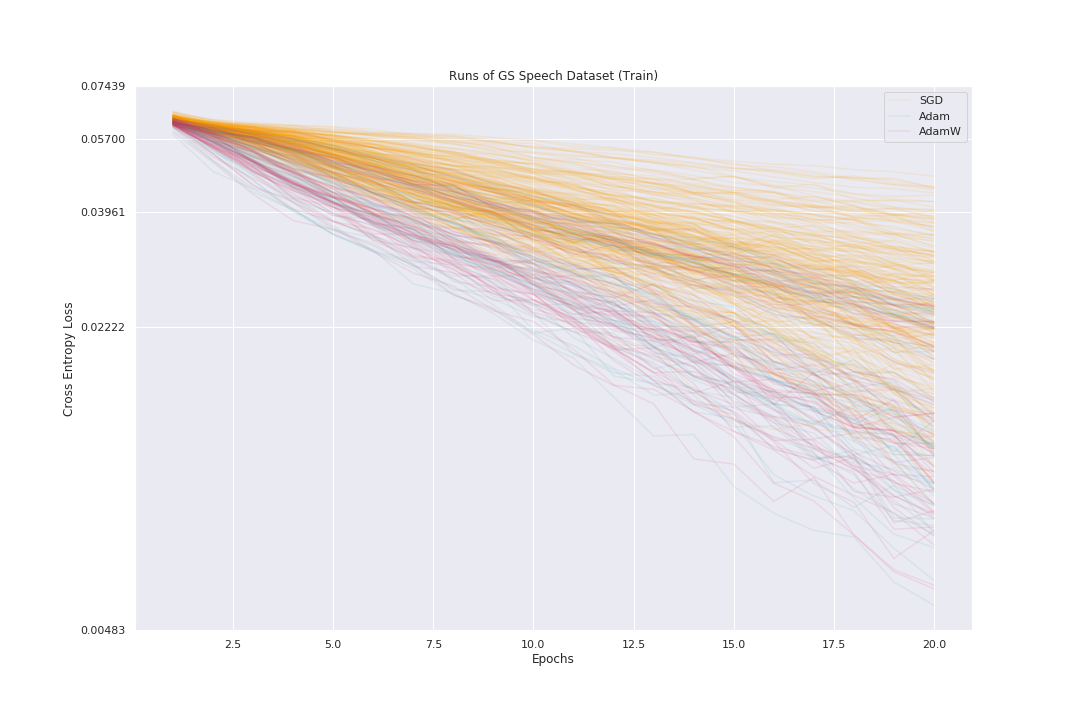 Runs of GS Speech Dataset (Train)
0.07439
0.05700
0.03961
0.02222
0.00483
Cross Entropy Loss
SGD
Adam
AdamW
2.5 5.0 7.5 10.0 12.5 15.0 17.5 20.0
Epochs